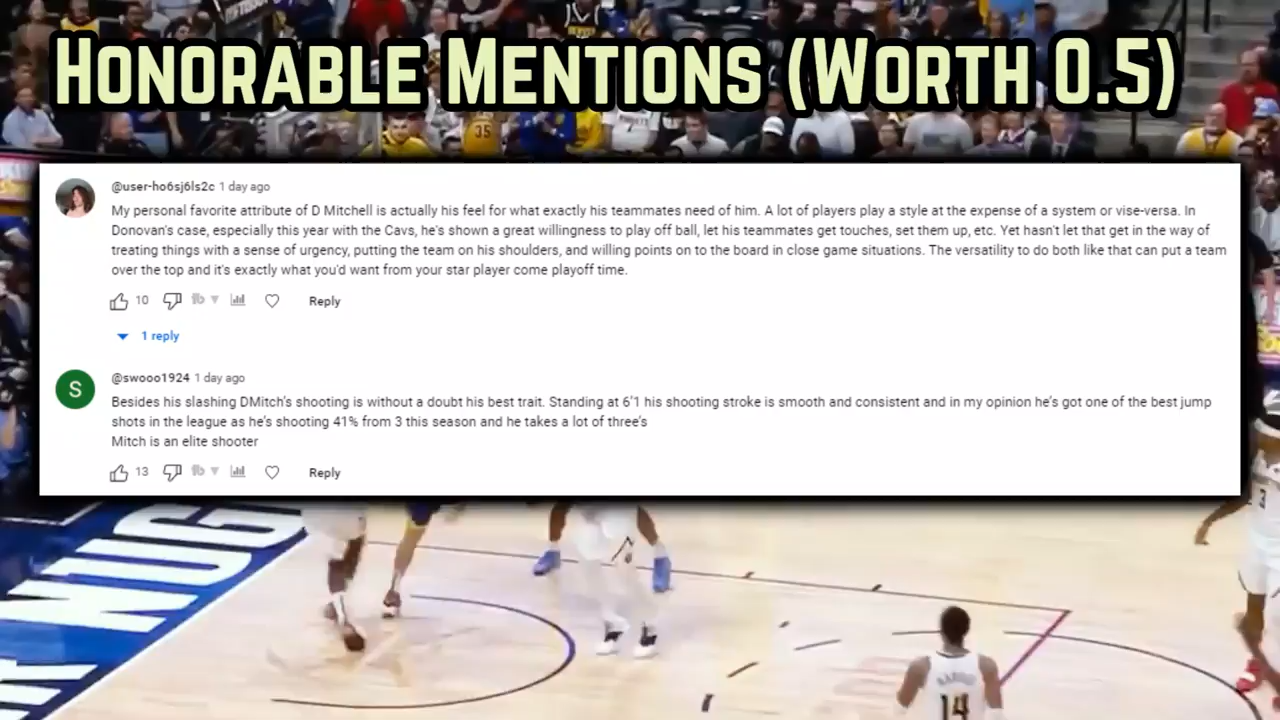 HONORABLE MENTIONS (WORTH 0.5)
35
@user-ho6sj6ls2c 1 day ago
My personal favorite attribute of D Mitchell is actually his feel for what exactly his teammates need of him. A lot of players play a style at the expense of a system or vise-versa. In
Donovan's case, especially this year with the Cavs, he's shown a great willingness to play off ball, let his teammates get touches, set them up, etc. Yet hasn't let that get in the way of
treating things with a sense of urgency, putting the team on his shoulders, and willing points on to the board in close game situations. The versatility to do both like that can put a team
over the top and it's exactly what you'd want from your star player come playoff time.
10 Reply
1 reply
S
@swooo1924 1 day ago
Besides his slashing DMitch's shooting is without a doubt his best trait. Standing at 6'1 his shooting stroke is smooth and consistent and in my opinion he's got one of the best jump
shots in the league as he's shooting 41% from 3 this season and he takes a lot of three's
Mitch is an elite shooter
13 Reply
3
NUG
14